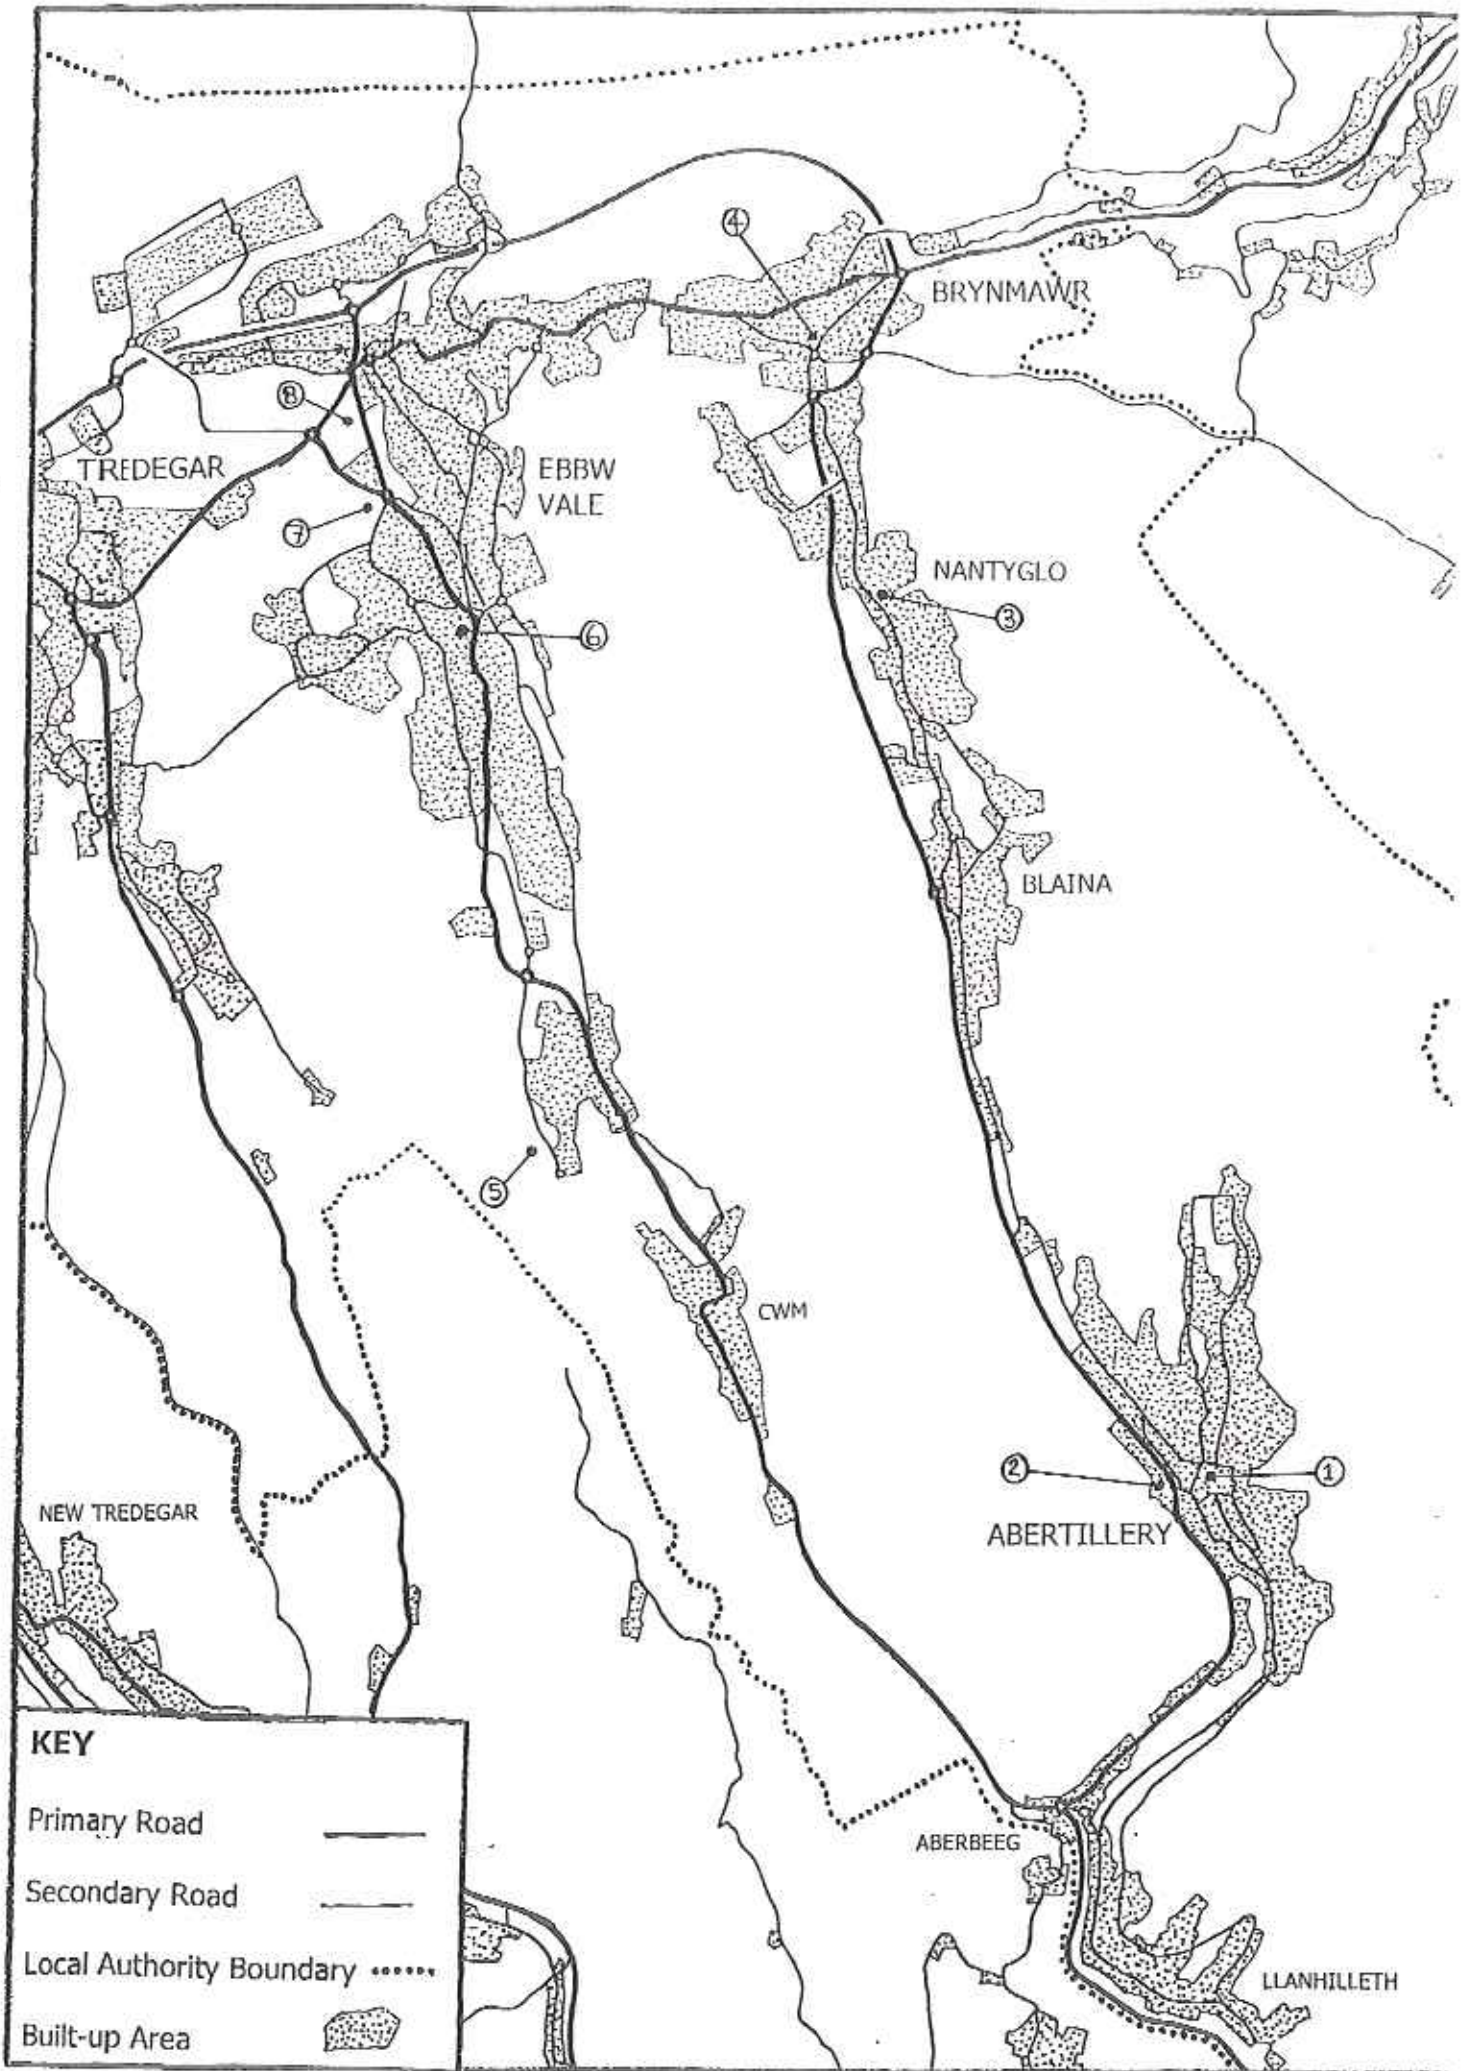 ④
BRYNMAWR
⑧
TREDEGAR
EBBW
VALE
⑦
NANTYGLO
③
⑥
BLAINA
⑤
CWM
②
①
NEW TREDEGAR
ABERTILLERY
KEY
Primary Road
Secondary Road
ABERBEEG
Local Authority Boundary
LLANHILLETH
Built-up Area